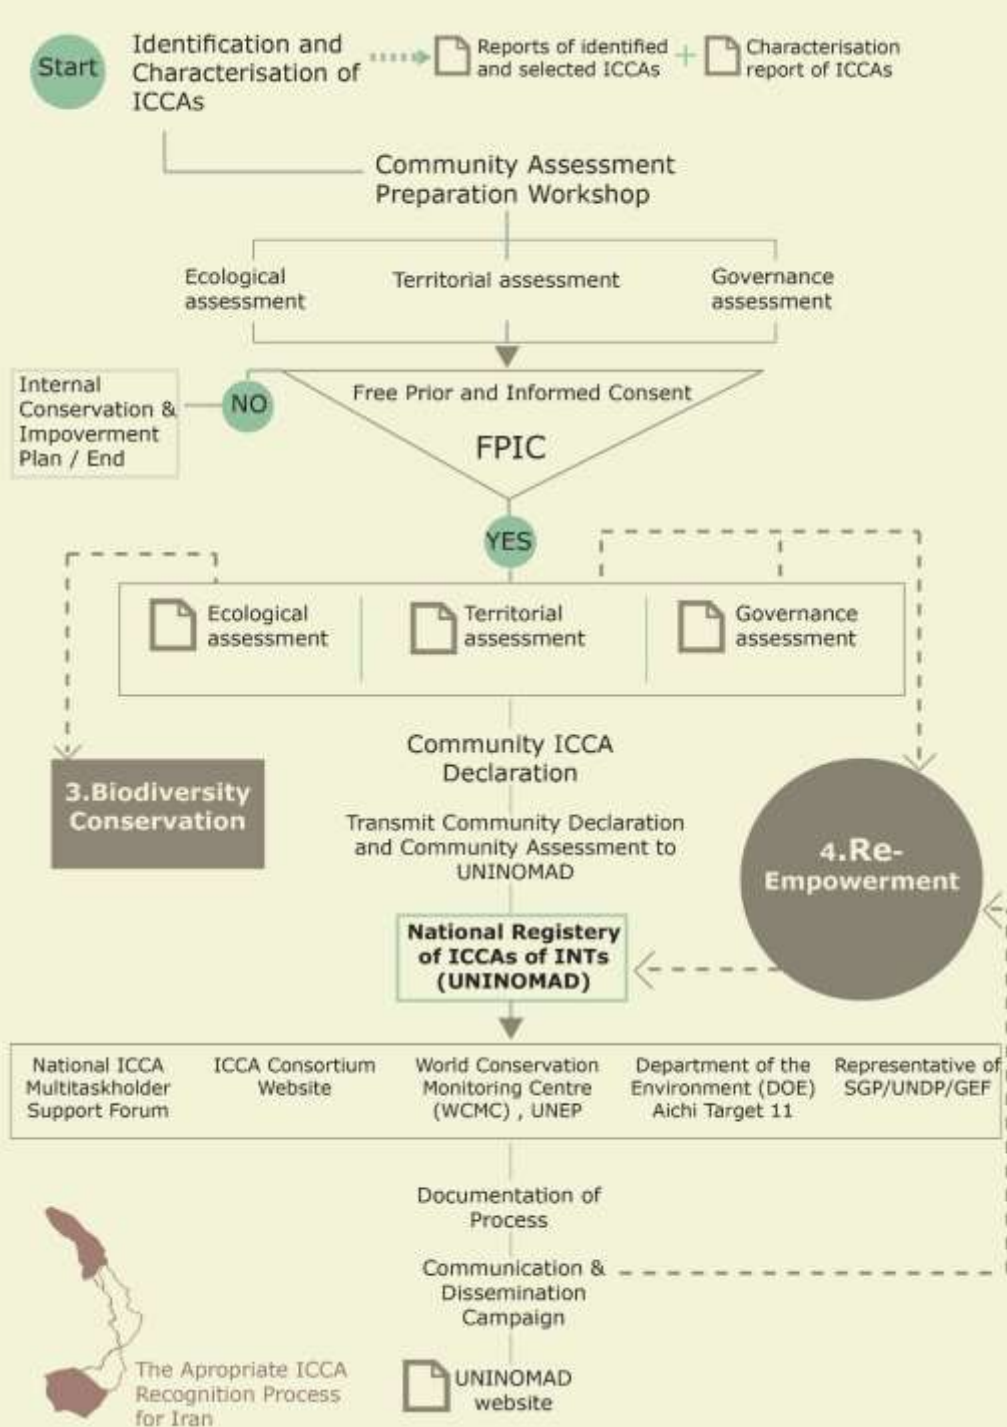 Start
Identification and
Characterisation of
ICCAs
Reports of identified
and selected ICCAs
+
Characterisation
report of ICCAs
Community Assessment
Preparation Workshop
Ecological
assessment
Territorial assessment
Governance
assessment
Internal
Conservation &
Impoverment
Plan / End
NO
Free Prior and Informed Consent
FPIC
YES
Ecological
assessment
Territorial
assessment
Governance
assessment
3.Biodiversity
Conservation
Community ICCA
Declaration
Transmit Community Declaration
and Community Assessment to
UNINOMAD
4.Re-
Empowerment
National Registery
of ICCAs of INTs
(UNINOMAD)
National ICCA
Multitaskholder
Support Forum
ICCA Consortium
Website
World Conservation
Monitoring Centre
(WCMC) , UNEP
Department of the
Environment (DOE)
Aichi Target 11
Representative of
SGP/UNDP/GEF
Documentation of
Process
Communication &
Dissemination
Campaign
UNINOMAD
website
The Apropriate ICCA
Recognition Process
for Iran